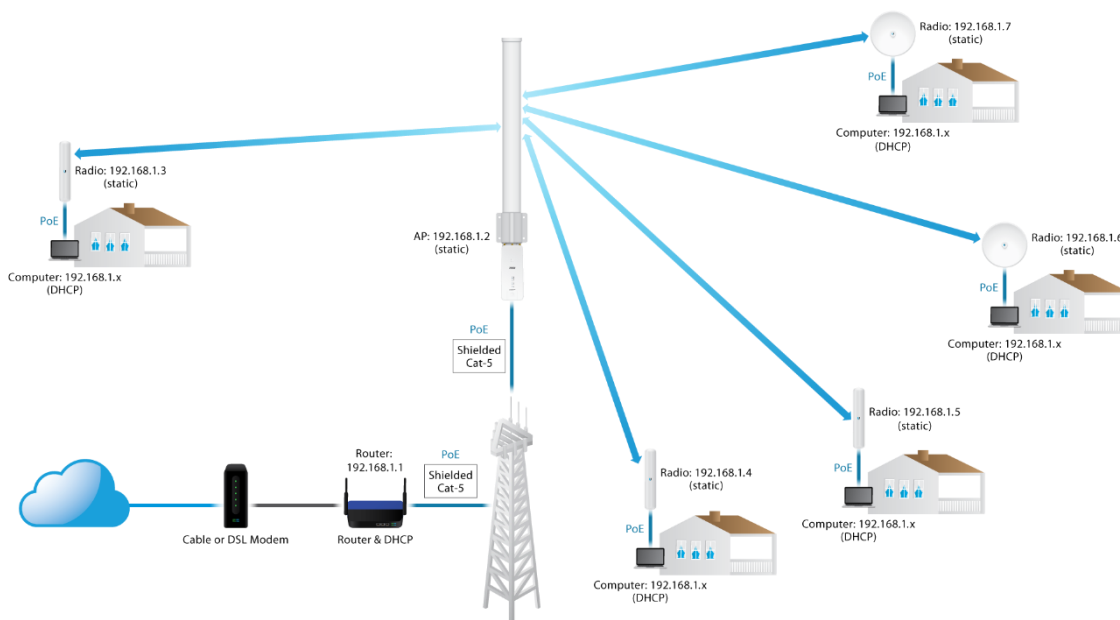 Radio: 192.168.1.7
(static)
PoE
Computer: 192.168.1.x
(DHCP)
Radio: 192.168.1.3
(static)
PoE
Computer: 192.168.1.x
(DHCP)
AP: 192.168.1.2
(static)
Radio: 192.168.1.6
(static)
PoE
Computer: 192.168.1.x
(DHCP)
PoE
Shielded
Cat-5
Radio: 192.168.1.5
(static)
PoE
Computer: 192.168.1.x
(DHCP)
Router:
192.168.1.1
PoE
Shielded
Cat-5
Radio: 192.168.1.4
(static)
PoE
Computer: 192.168.1.x
(DHCP)
Cable or DSL Modem
Router & DHCP